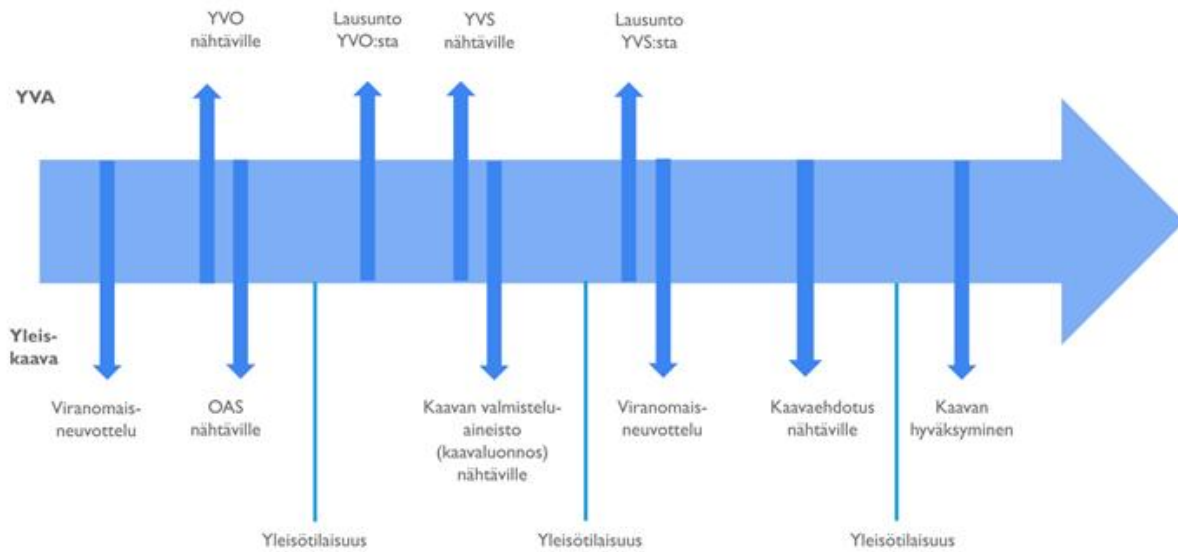 YVO
nähtäville
Lausunto
YVO:sta
YVS
nähtäville
Lausunto
YVS:sta
YVA
Yleis-
kaava
Viranomais-
neuvottelu
OAS
nähtäville
Kaavan valmistelu-
aineisto
(kaavaluonnos)
nähtäville
Viranomais-
neuvottelu
Kaavaehdotus
nähtäville
Kaavan
hyväksyminen
Yleisötilaisuus
Yleisötilaisuus
Yleisötilaisuus